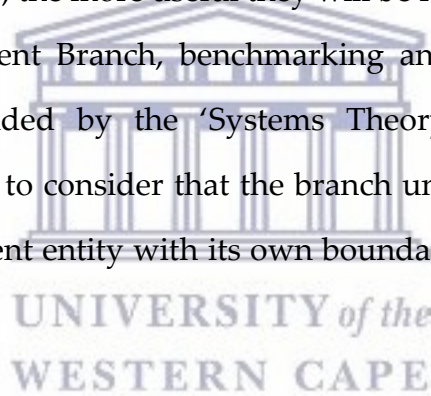 , the more useful they will be f
ent Branch, benchmarking an
ded by the ‘Systems Theory
to consider that the branch un
ent entity with its own bounda
UNIVERSITY of the
WESTERN CAPE